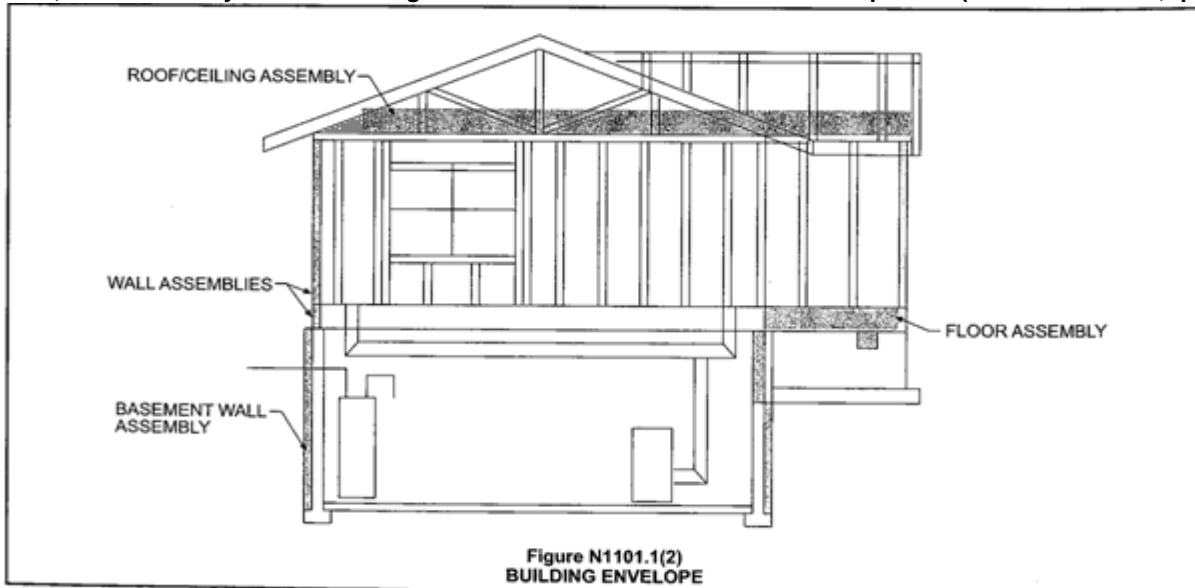 ROOF/CEILING ASSEMBLY
WALL ASSEMBLIES
FLOOR ASSEMBLY
BASEMENT WALL
ASSEMBLY
Figure N1101.1(2)
BUILDING ENVELOPE